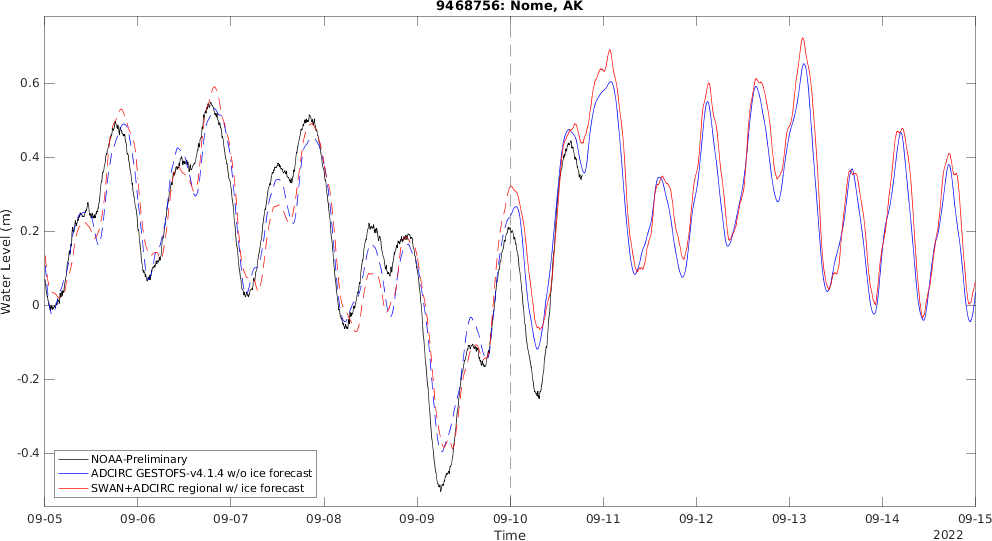 9468756: Nome, AK
Water Level (m)
0.6
0.4
0.2
0
-0.2
-0.4
NOAA-Preliminary
ADCIRC GESTOFS-v4.1.4 w/o ice forecast
SWAN+ADCIRC regional w/ ice forecast
09-05 09-06 09-07 09-08 09-09 09-10 09-11 09-12 09-13 09-14 09-15
Time
2022